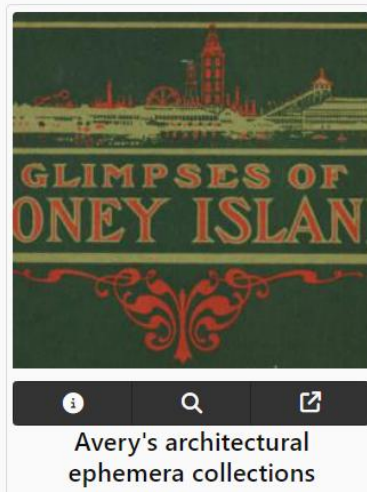 GLIMPSES OF
ONEY ISLAN
Avery's architectural
ephemera collections